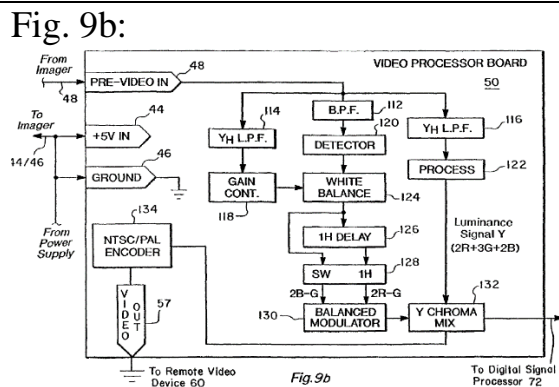 Fig. 9b:
From
Imager
48
PRE-VIDEO IN
48
VIDEO PROCESSOR BOARD
50
To
Imager
44
+5V IN
14/46
46
GROUND
From
Power
Supply
114
YH L.P.F.
B.P.F.
112
120
DETECTOR
116
YH L.P.F.
PROCESS
122
GAIN
CONT.
118
WHITE
BALANCE
124
134
NTSC/PAL
ENCODER
1H DELAY
126
SW 1H
128
2B-G
2R-G
Luminance
Signal Y
(2R+3G+2B)
130
BALANCED
MODULATOR
132
Y CHROMA
MIX
VIDEO
OUT
57
To Remote Video
Device 60
Fig.9b
To Digital Signal
Processor 72